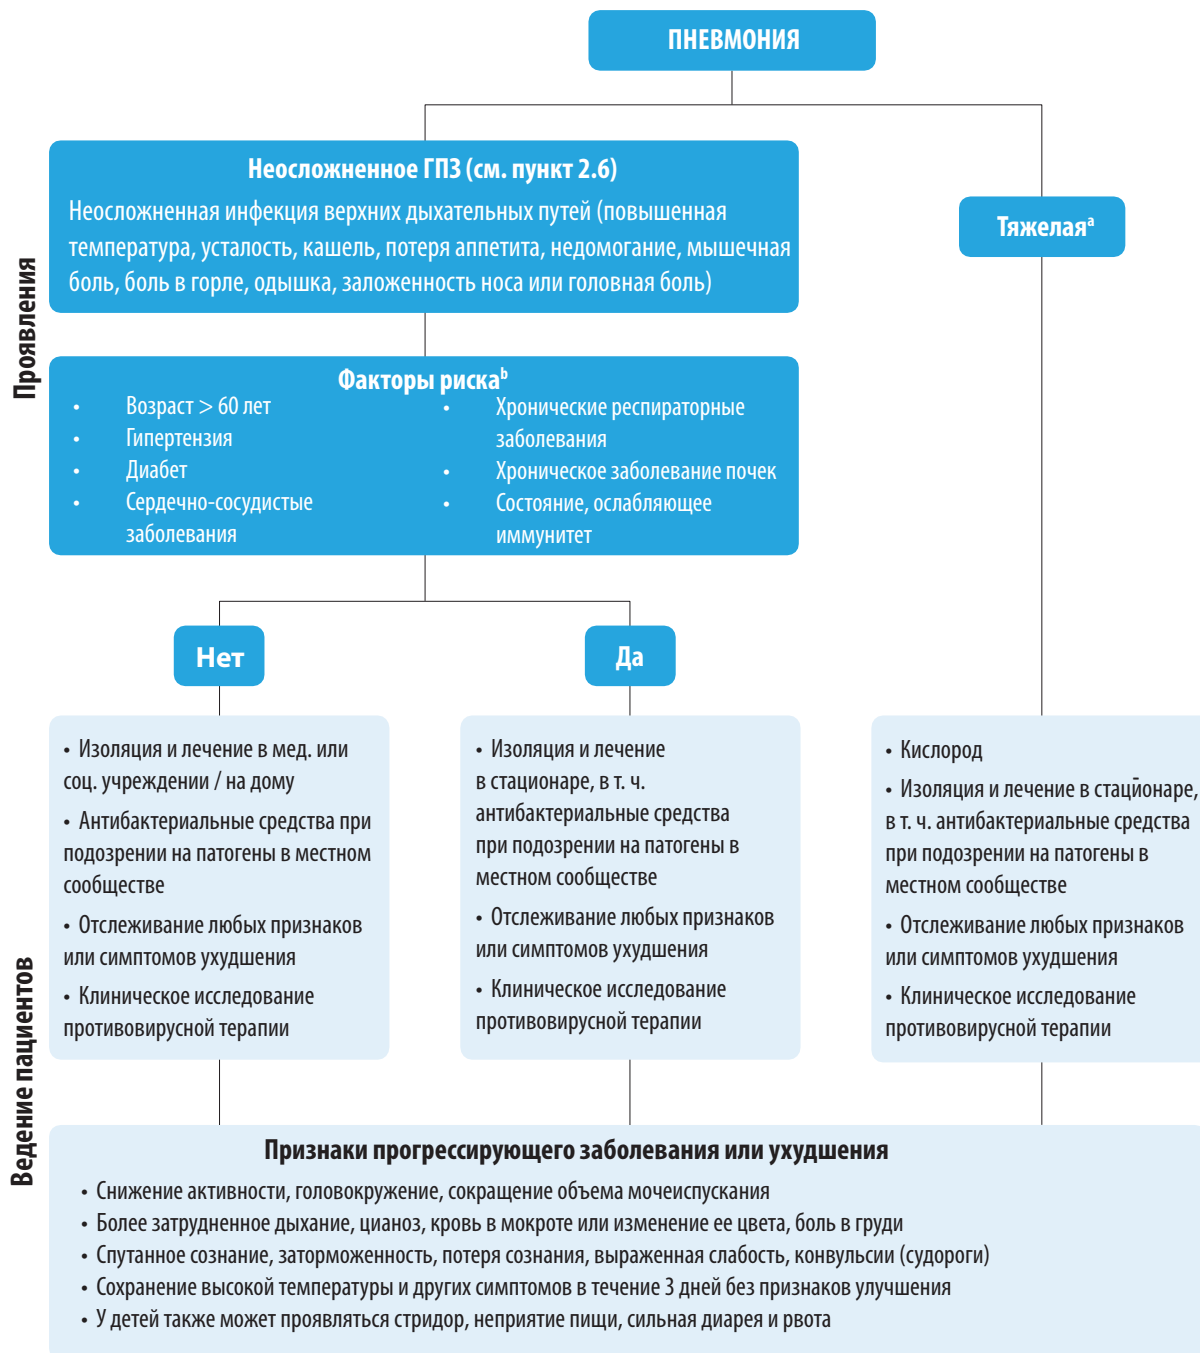 ПНЕВМОНИЯ
Неосложненное ГПЗ (см. пункт 2.6)
Неосложненная инфекция верхних дыхательных путей (повышенная
температура, усталость, кашель, потеря аппетита, недомогание, мышечная
боль, боль в горле, одышка, заложенность носа или головная боль)
Тяжелаяᵃ
Проявления
Факторы рискаᵇ
• Возраст > 60 лет
• Гипертензия
• Диабет
• Сердечно-сосудистые
заболевания
• Хронические респираторные
заболевания
• Хроническое заболевание почек
• Состояние, ослабляющее
иммунитет
Нет
Да
Ведение пациентов
• Изоляция и лечение в мед. или
соц. учреждении / на дому
• Антибактериальные средства при
подозрении на патогены в местном
сообществе
• Отслеживание любых признаков
или симптомов ухудшения
• Клиническое исследование
противовирусной терапии
• Изоляция и лечение
в стационаре, в т. ч.
антибактериальные средства
при подозрении на патогены в
местном сообществе
• Отслеживание любых признаков
или симптомов ухудшения
• Клиническое исследование
противовирусной терапии
• Кислород
• Изоляция и лечение в стационаре,
в т. ч. антибактериальные средства
при подозрении на патогены в
местном сообществе
• Отслеживание любых признаков
или симптомов ухудшения
• Клиническое исследование
противовирусной терапии
Признаки прогрессирующего заболевания или ухудшения
• Снижение активности, головокружение, сокращение объема мочеиспускания
• Более затрудненное дыхание, цианоз, кровь в мокроте или изменение ее цвета, боль в груди
• Спутанное сознание, заторможенность, потеря сознания, выраженная слабость, конвульсии (судороги)
• Сохранение высокой температуры и других симптомов в течение 3 дней без признаков улучшения
• У детей также может проявляться стридор, неприятие пищи, сильная диарея и рвота